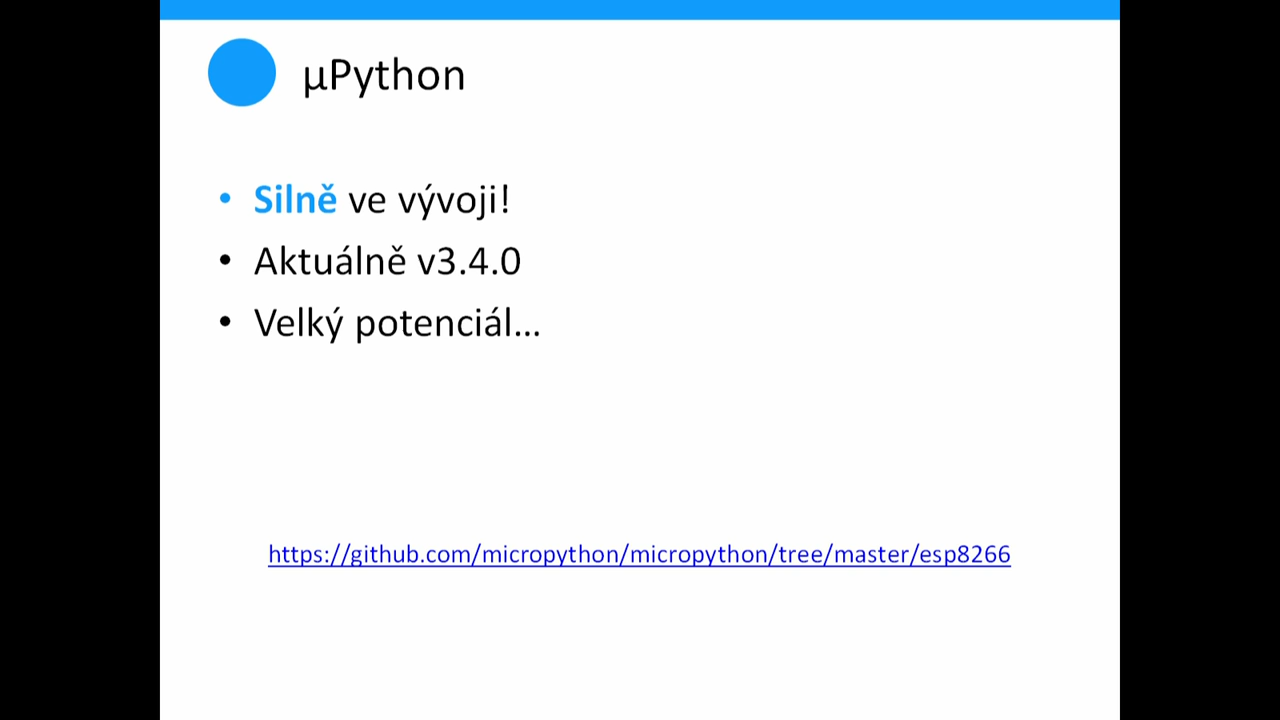 µPython
• Silně ve vývoji!
• Aktuálně v3.4.0
• Velký potenciál...
https://github.com/micropython/micropython/tree/master/esp8266